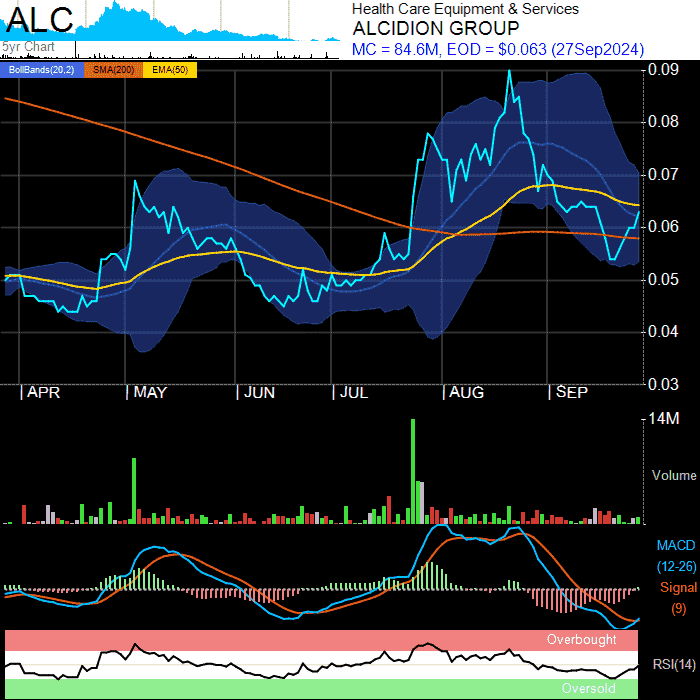 ALC
5yr Chart
Health Care Equipment & Services
ALCIDION GROUP
MC = 84.6M, EOD = $0.063 (27Sep2024)
BollBands(20,2) SMA(200) EMA(50)
0.09
0.08
0.07
0.06
0.05
0.04
0.03
APR MAY JUN JUL AUG SEP
14M
Volume
MACD
(12-26)
Signal
(9)
Overbought
RSI(14)
Oversold